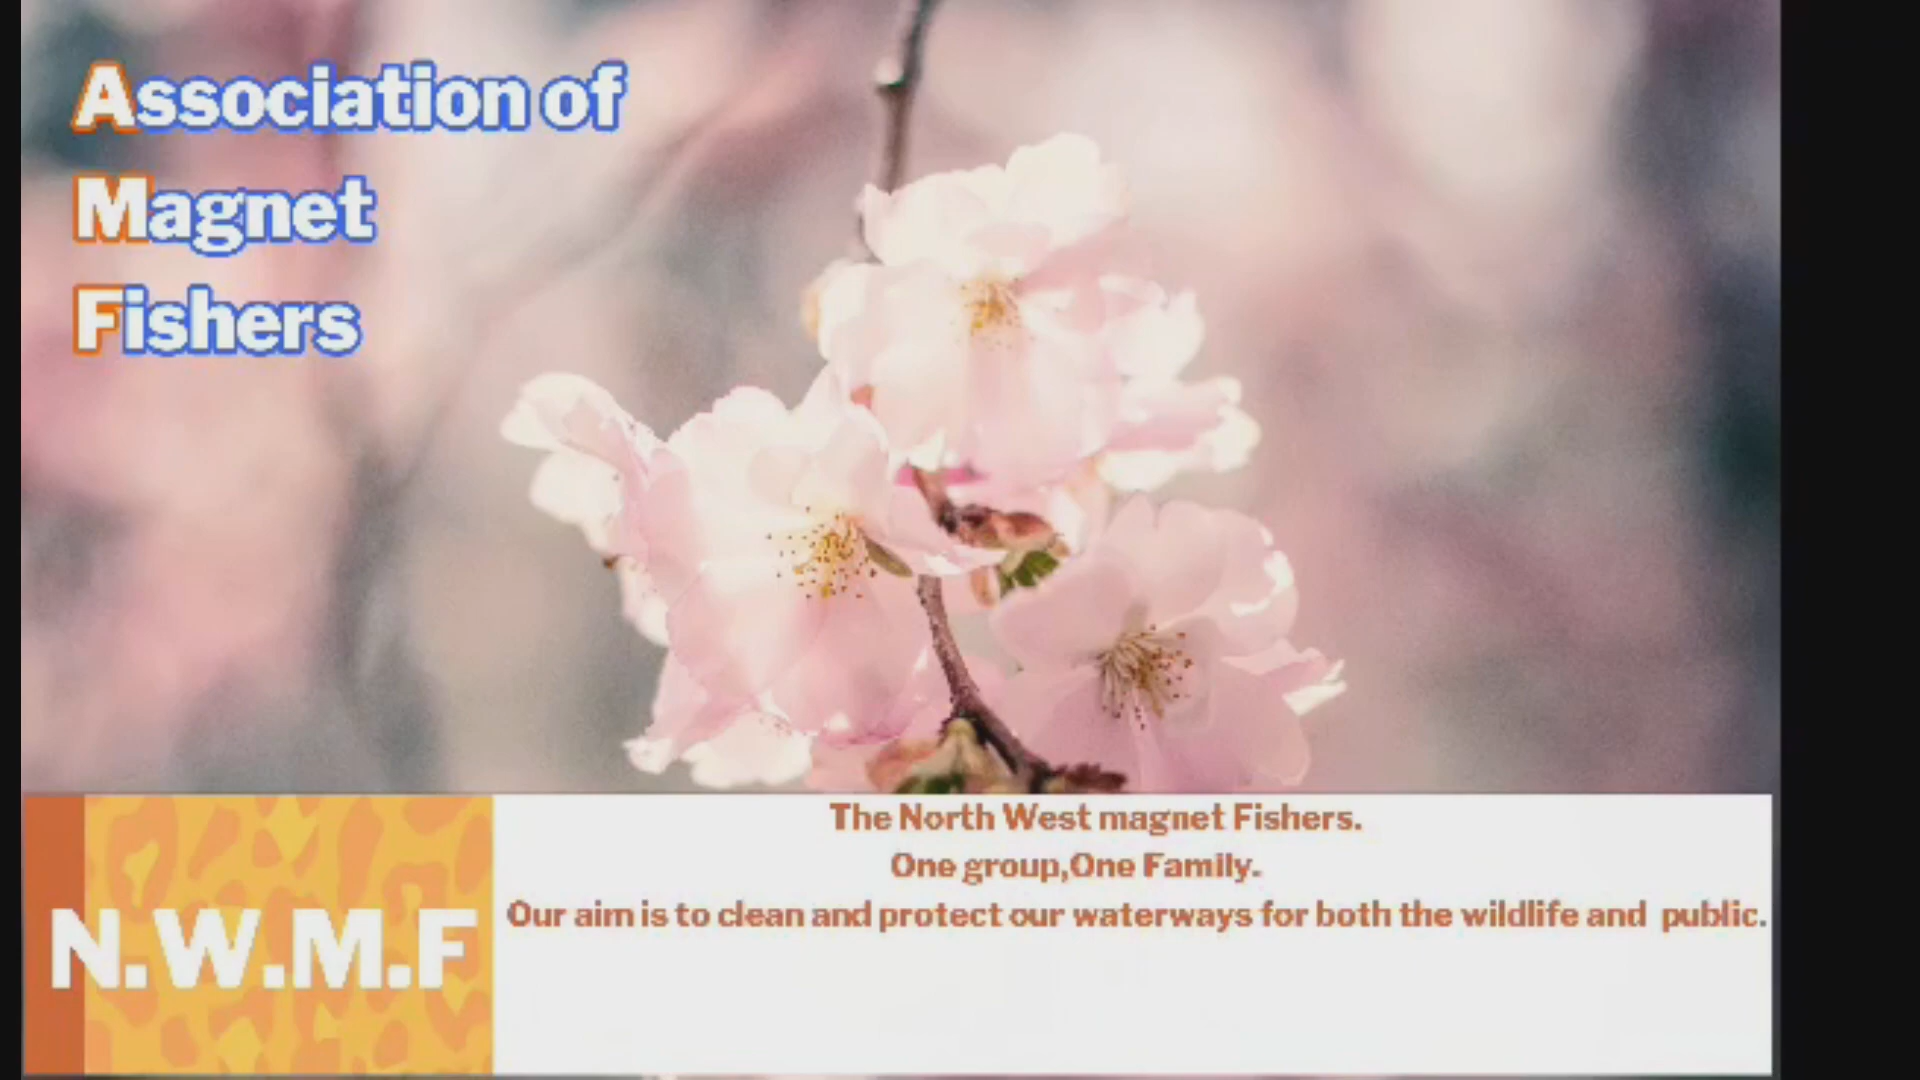 Association of
Magnet
Fishers
N.W.M.F
The North West magnet Fishers.
One group,One Family.
Our aim is to clean and protect our waterways for both the wildlife and public.